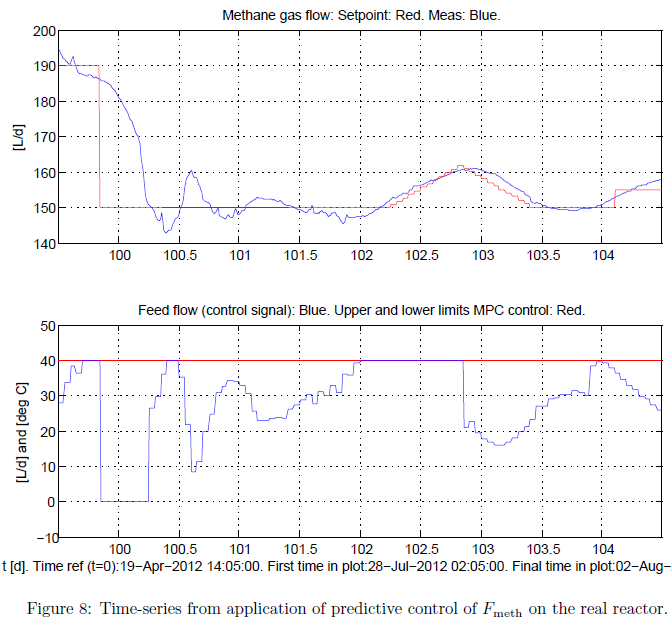 Methane gas flow: Setpoint: Red. Meas: Blue.
200
190
180
170
160
150
140
[L/d]
100 100.5 101 101.5 102 102.5 103 103.5 104
Feed flow (control signal): Blue. Upper and lower limits MPC control: Red.
50
40
30
20
10
0
−10
[L/d] and [deg C]
100 100.5 101 101.5 102 102.5 103 103.5 104
t [d]. Time ref (t=0):19−Apr−2012 14:05:00. First time in plot:28−Jul−2012 02:05:00. Final time in plot:02−Aug−
Figure 8: Time-series from application of predictive control of Fmeth on the real reactor.